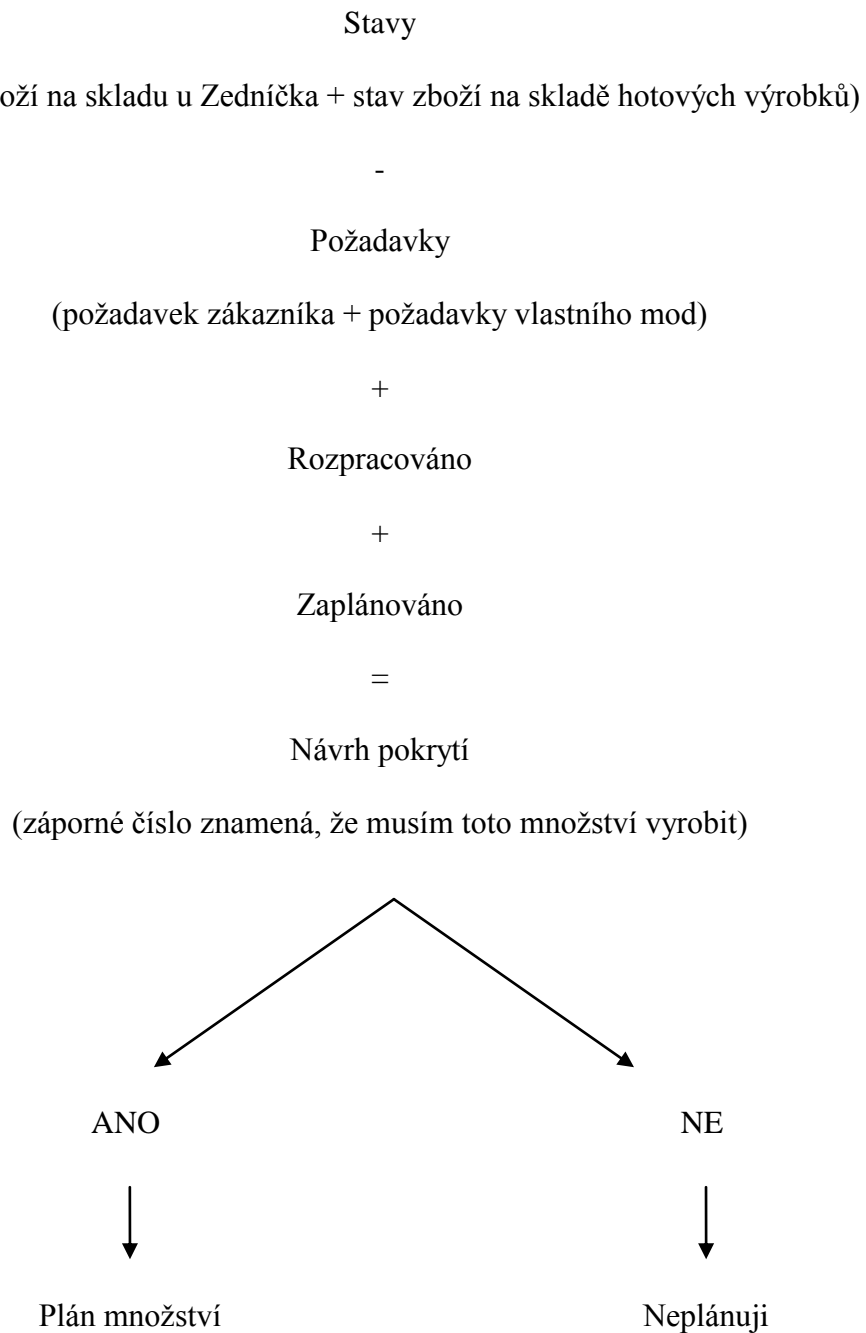 Stavy
oží na skladu u Zedníčka + stav zboží na skladě hotových výrobků)
-
Požadavky
(požadavek zákazníka + požadavky vlastního mod)
+
Rozpracováno
+
Zaplánováno
=
Návrh pokrytí
(záporné číslo znamená, že musím toto množství vyrobit)
ANO NE
Plán množství Neplánuji